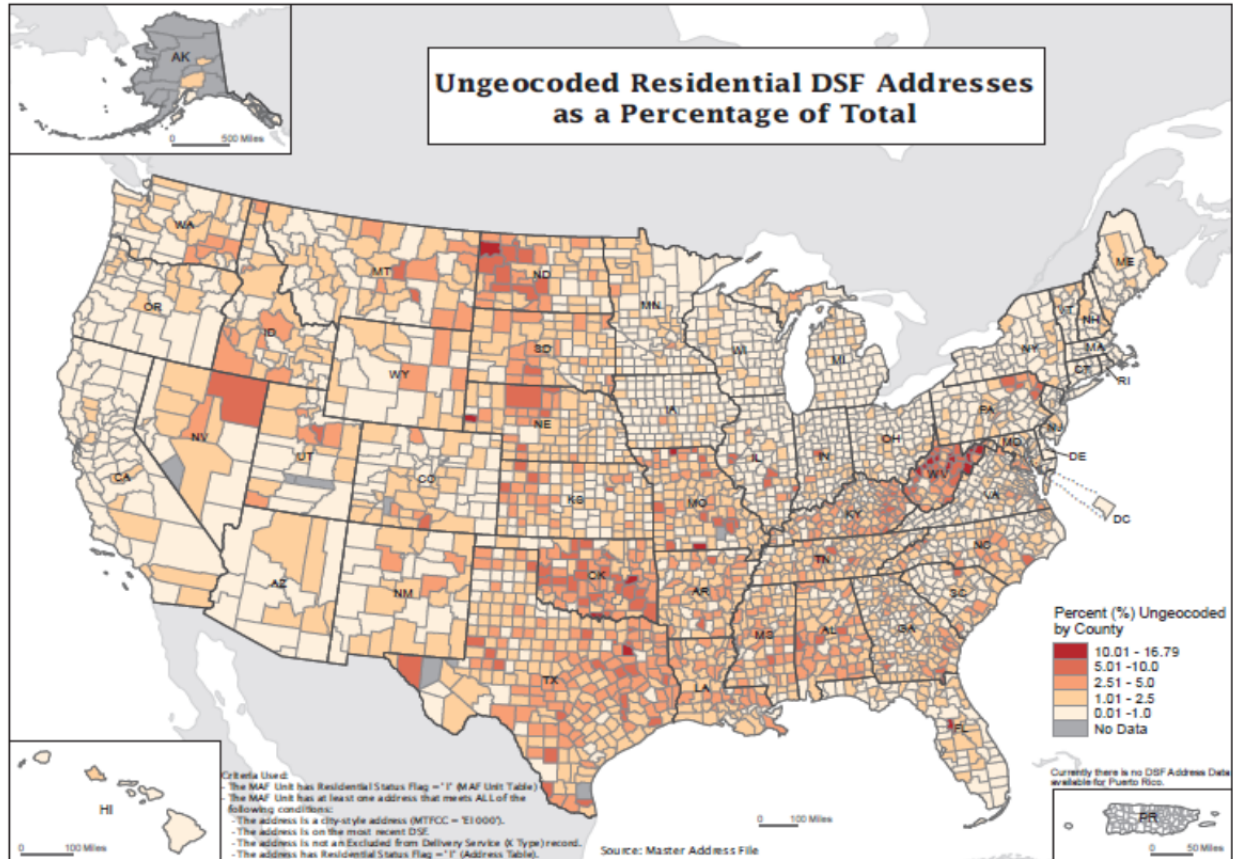 AK
0 500 Miles
Ungeocoded Residential DSF Addresses
as a Percentage of Total
WA
MT
ND
MN
ME
OR
ID
SD
WI
MI
VT
NH
NY
MA
CT
RI
WY
NE
IA
PA
NJ
NV
UT
CO
IL
IN
OH
MD
DE
CA
KS
MO
WV
VA
KY
DC
AZ
NM
OK
AR
TN
NC
SC
TX
LA
MS
AL
GA
FL
Percent (%) Ungeocoded
by County
10.01 - 16.79
5.01 -10.0
2.51 - 5.0
1.01 - 2.5
0.01 -1.0
No Data
HI
0 100 Miles
Criteria Used:
- The MAF Unit has Residential Status Flag = "1" (MAF Unit Table)
- The MAF Unit has at least one address that meets ALL of the
following conditions:
- The address is a city-style address (MTFCC = 'E1000').
- The address is on the most recent DSF.
- The address is not an Excluded from Delivery Service (X Type) record.
- The address has Residential Status Flag = "1" (Address Table).
0 100 Miles
Source: Master Address File
Currently there is no DSF Address Data
available for Puerto Rico.
PR
0 50 Miles